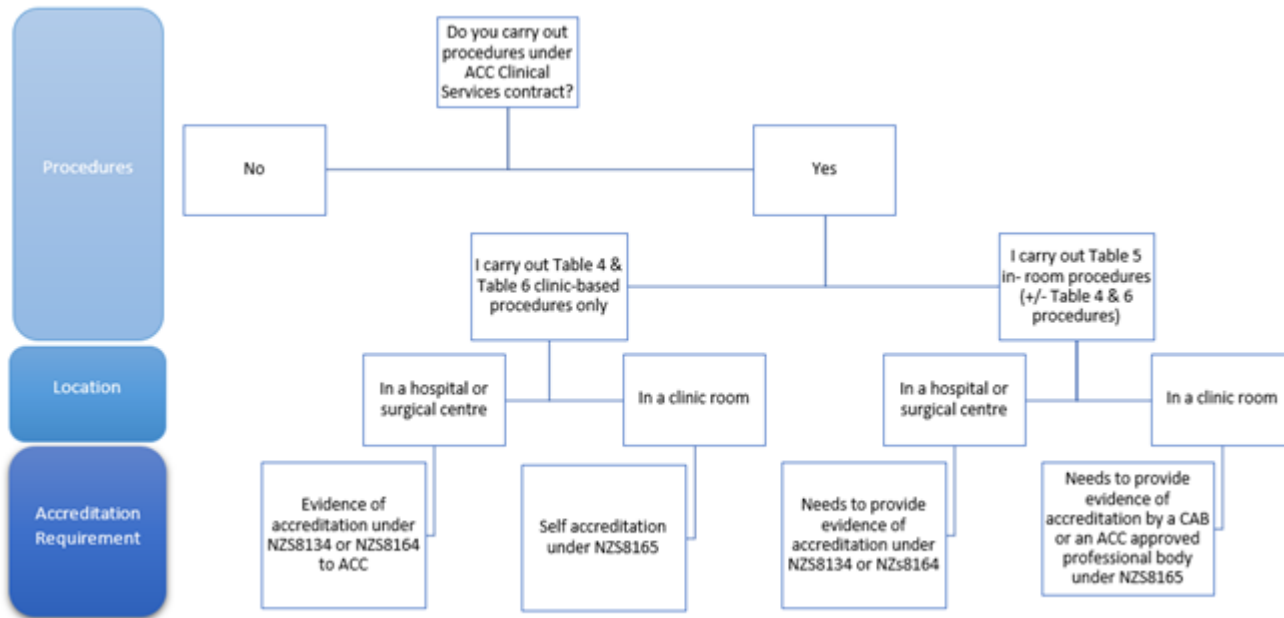 Procedures
Do you carry out
procedures under
ACC Clinical
Services contract?
No
Yes
I carry out Table 4 &
Table 6 clinic-based
procedures only
I carry out Table 5
in- room procedures
(+/- Table 4 & 6
procedures)
Location
In a hospital or
surgical centre
In a clinic room
In a hospital or
surgical centre
In a clinic room
Accreditation
Requirement
Evidence of
accreditation under
NZS8134 or NZS8164
to ACC
Self accreditation
under NZS8165
Needs to provide
evidence of
accreditation under
NZS8134 or NZs8164
Needs to provide
evidence of
accreditation by a CAB
or an ACC approved
professional body
under NZS8165